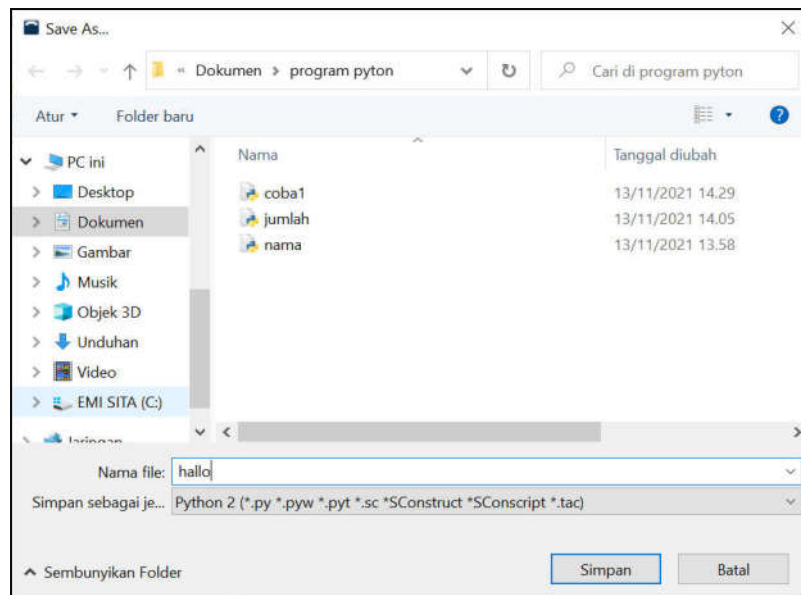 Save As...
« Dokumen > program pyton
Cari di program pyton
Atur
Folder baru
?
Nama
Tanggal diubah
PC ini
Desktop
Dokumen
Gambar
Musik
Objek 3D
Unduhan
Video
EMI SITA (C:)
Jaringan
coba1 13/11/2021 14.29
jumlah 13/11/2021 14.05
nama 13/11/2021 13.58
Nama file: hallo
Simpan sebagai je... Python 2 (*.py *.pyw *.pyt *.sc *SConstruct *SConscript *.tac)
Sembunyikan Folder
Simpan
Batal